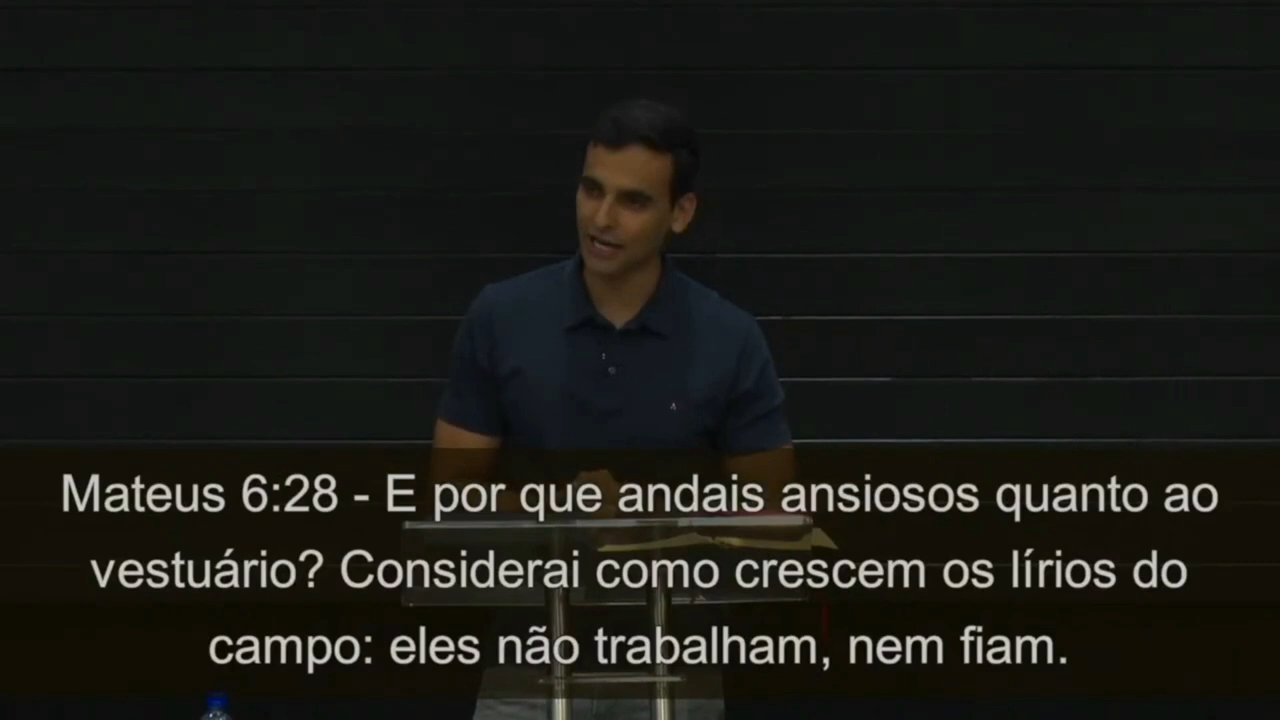 Mateus 6:28 - E por que andais ansiosos quanto ao
vestuário? Considerai como crescem os lírios do
campo: eles não trabalham, nem fiam.